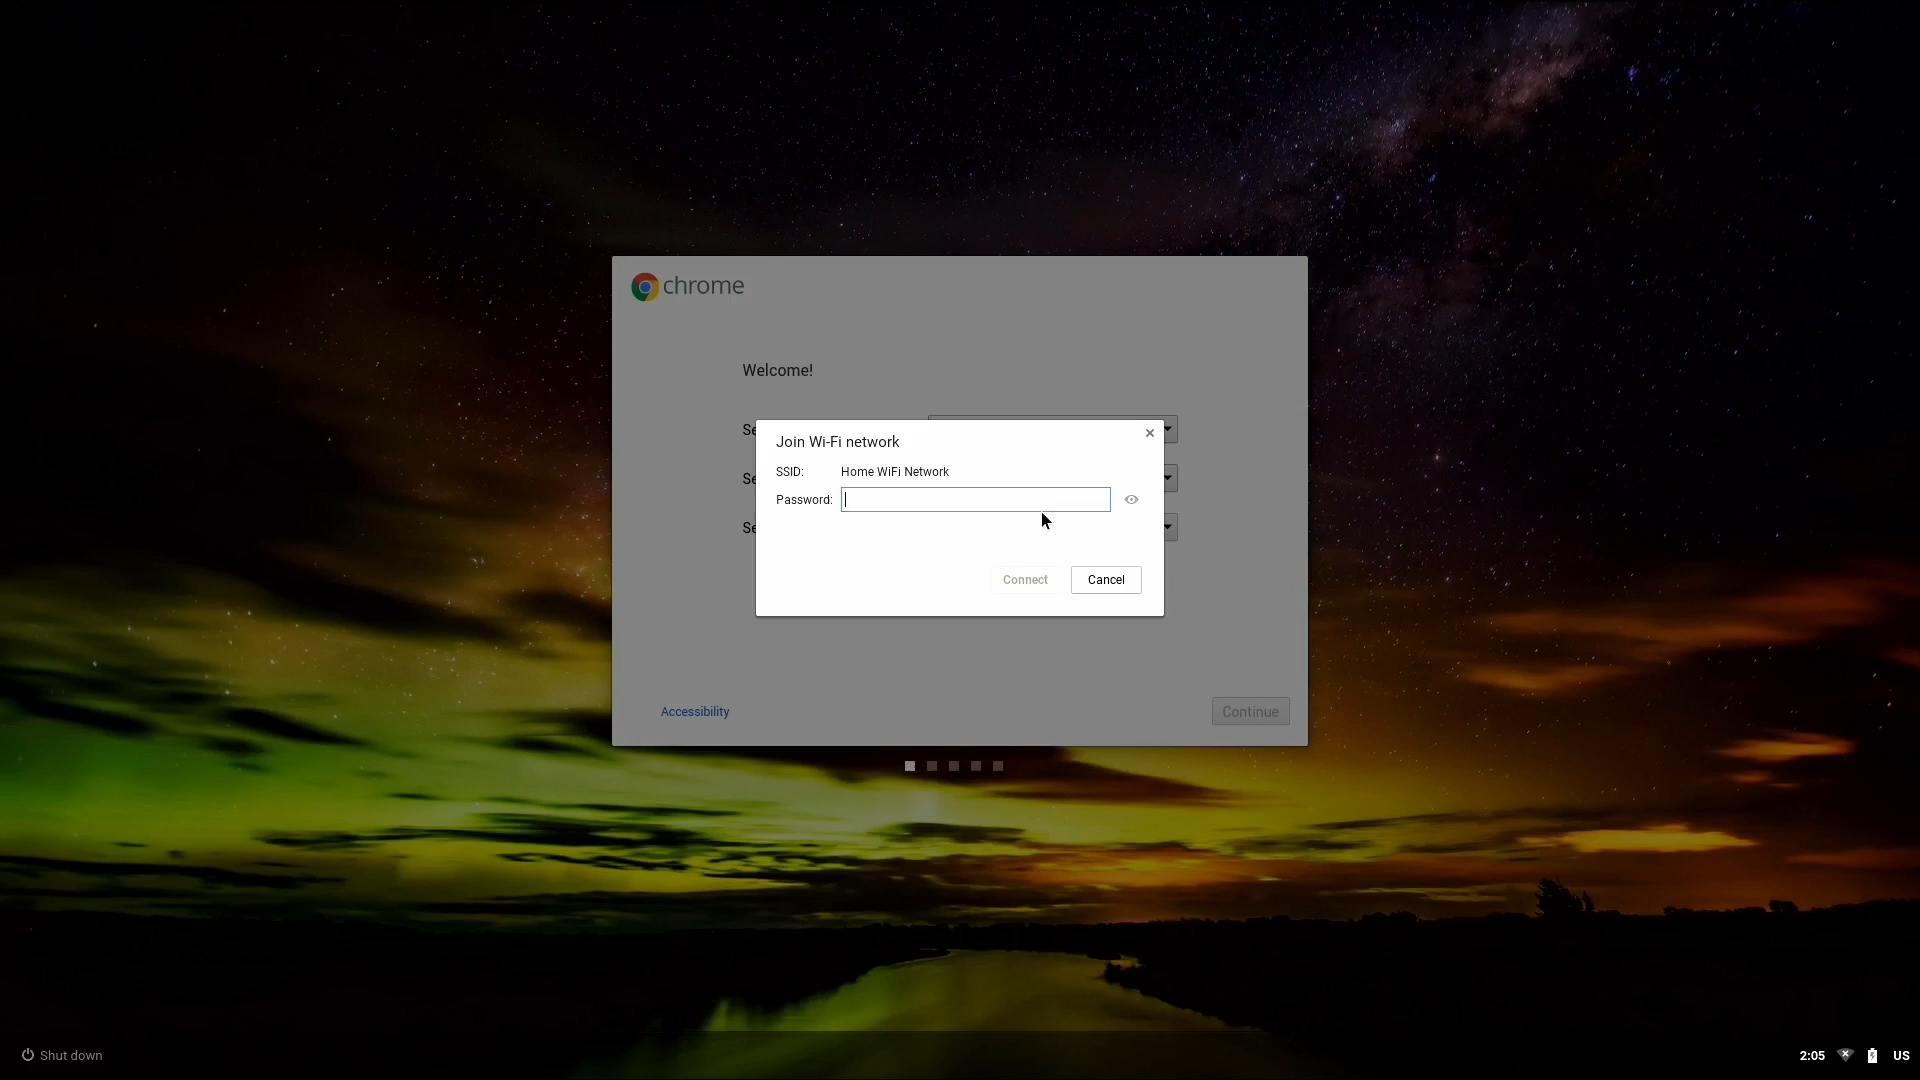 chrome
Welcome!
Se
Se
Se
Join Wi-Fi network
SSID: Home WiFi Network
Password:
Connect Cancel
Accessibility Continue
Shut down 2:05 US